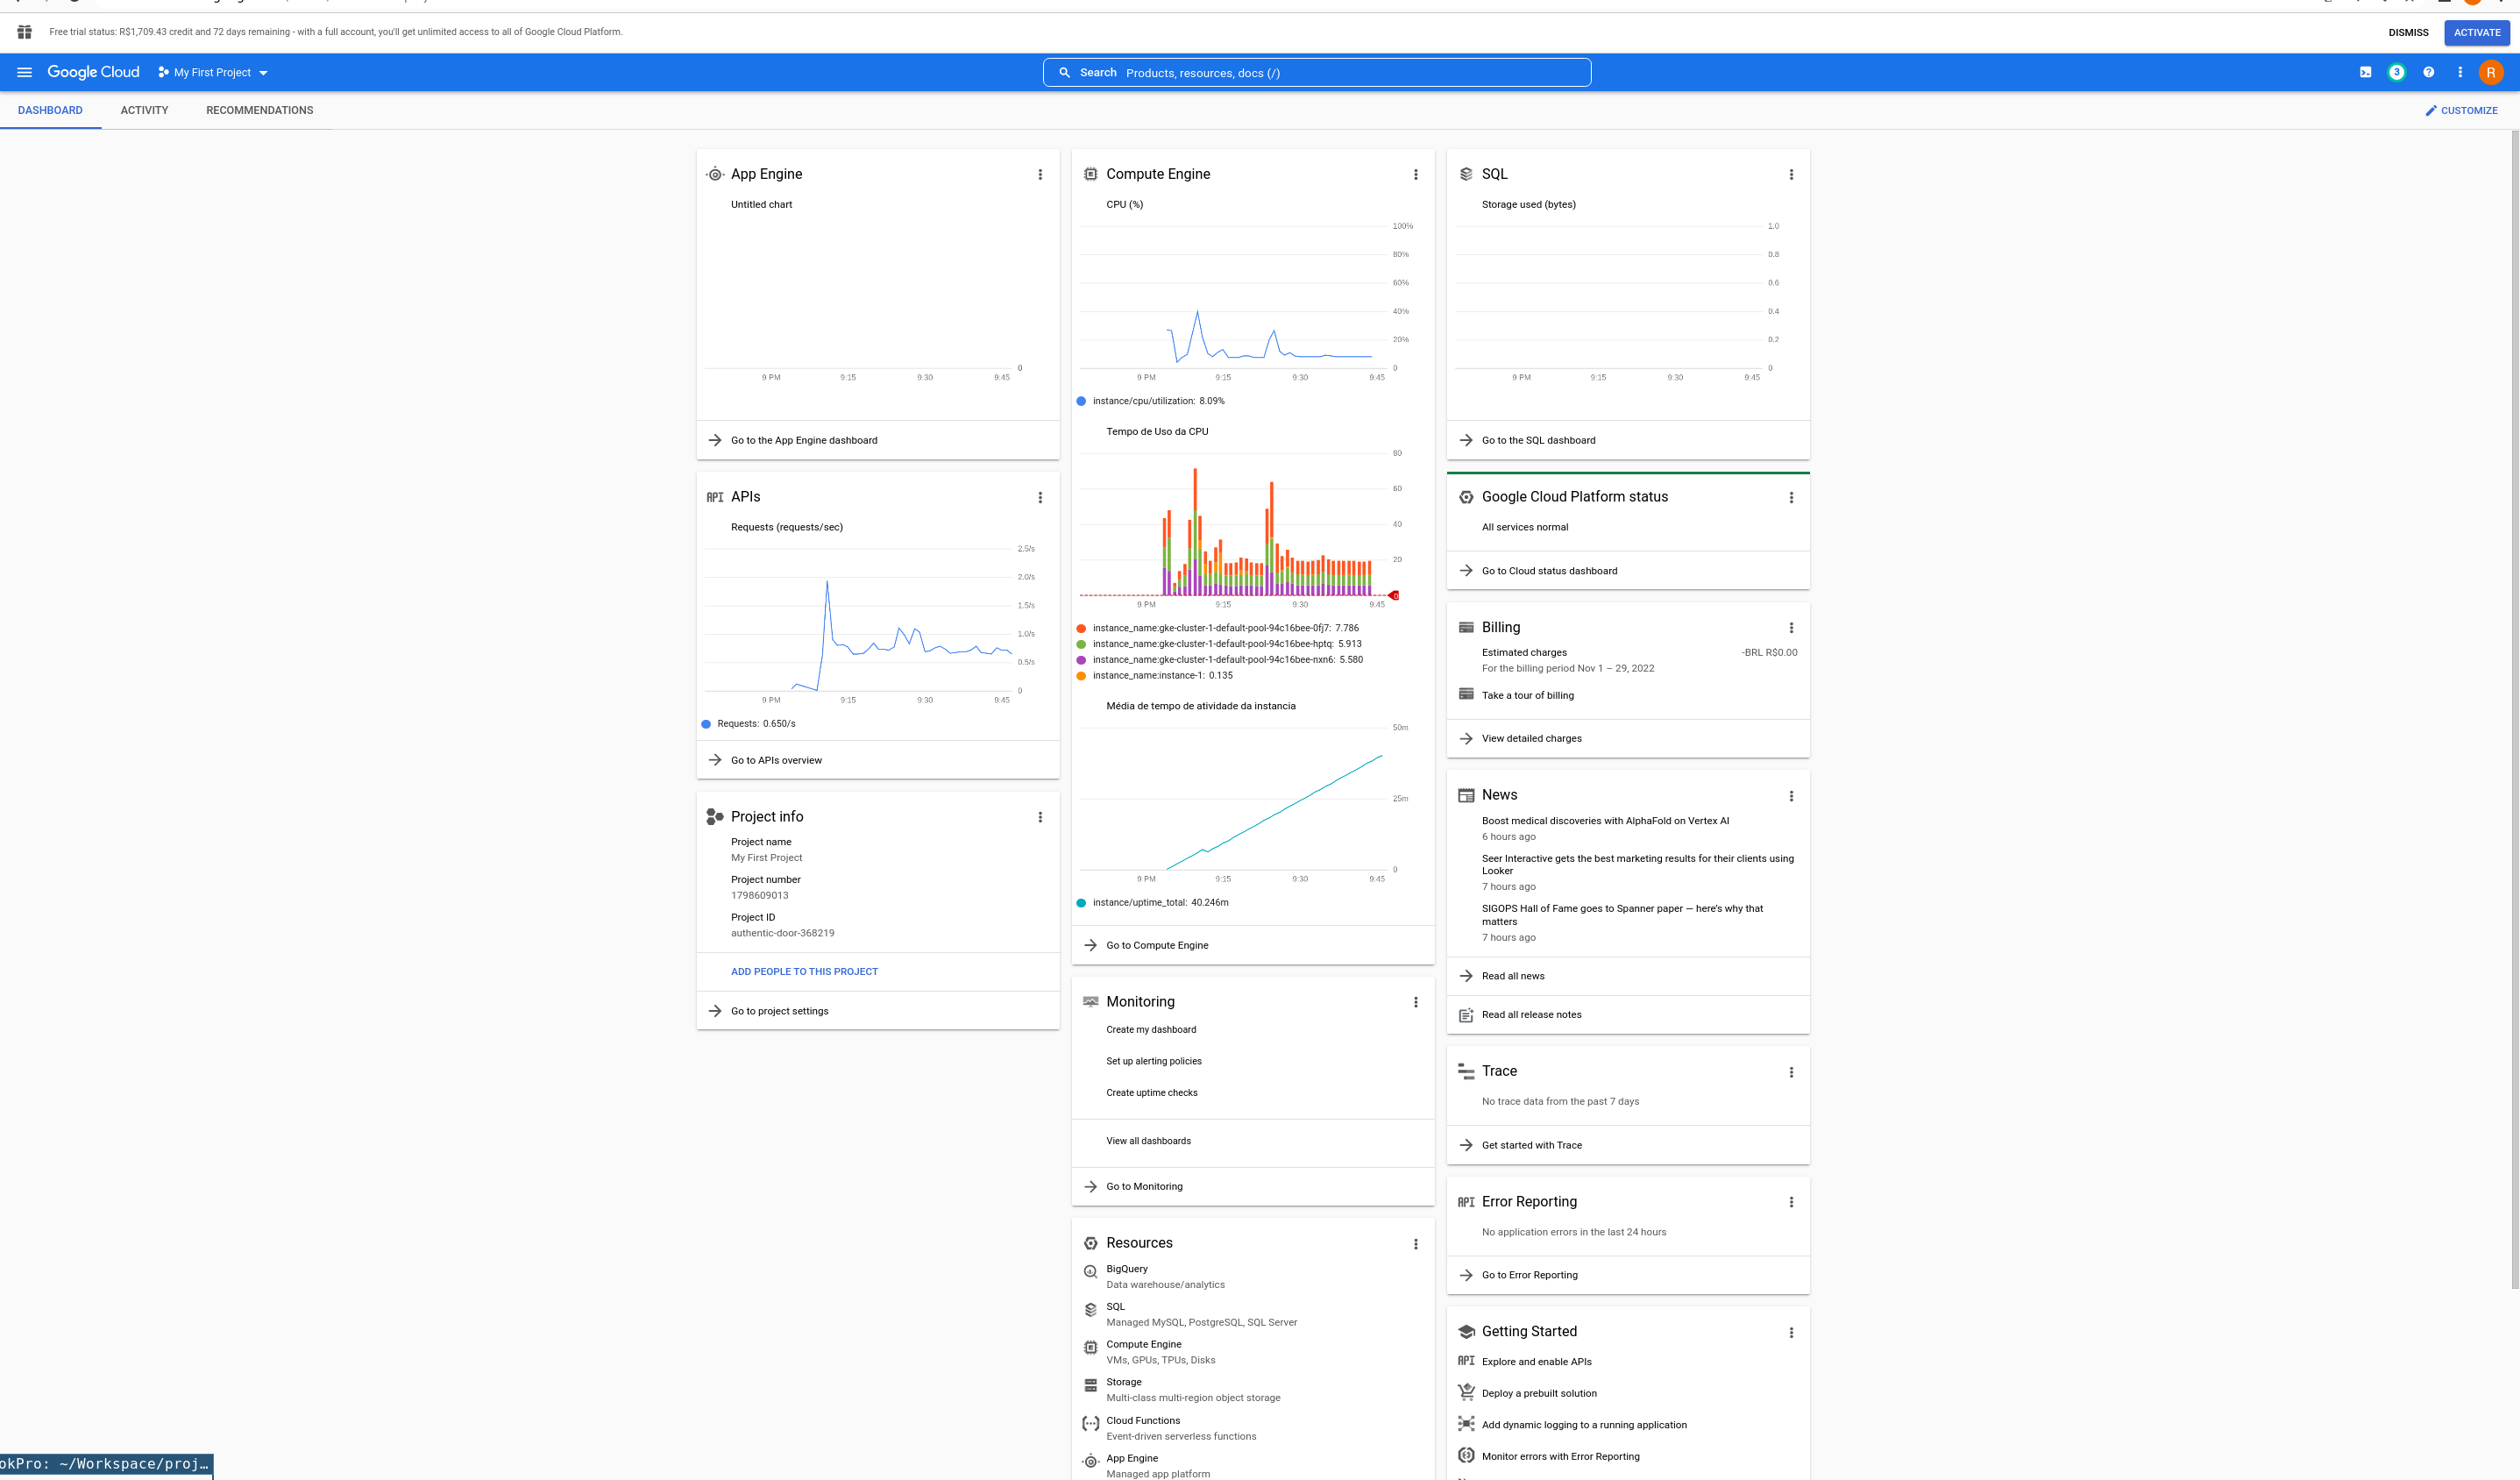 Free trial status: R$1,709.43 credit and 72 days remaining - with a full account, you'll get unlimited access to all of Google Cloud Platform.
DISMISS
ACTIVATE
Google Cloud
My First Project
Search Products, resources, docs (/)
3
R
DASHBOARD
ACTIVITY
RECOMMENDATIONS
CUSTOMIZE
App Engine
Untitled chart
0
9 PM 9:15 9:30 9:45
Go to the App Engine dashboard
API APIs
Requests (requests/sec)
2.5/s
2.0/s
1.5/s
1.0/s
0.5/s
0
9 PM 9:15 9:30 9:45
Requests: 0.650/s
Go to APIs overview
Project info
Project name
My First Project
Project number
1798609013
Project ID
authentic-door-368219
ADD PEOPLE TO THIS PROJECT
Go to project settings
Compute Engine
CPU (%)
100%
80%
60%
40%
20%
0
9 PM 9:15 9:30 9:45
instance/cpu/utilization: 8.09%
Tempo de Uso da CPU
80
60
40
20
0
9 PM 9:15 9:30 9:45
instance_name:gke-cluster-1-default-pool-94c16bee-0fj7: 7.786
instance_name:gke-cluster-1-default-pool-94c16bee-hptq: 5.913
instance_name:gke-cluster-1-default-pool-94c16bee-nxn6: 5.580
instance_name:instance-1: 0.135
Média de tempo de atividade da instancia
50m
25m
0
9 PM 9:15 9:30 9:45
instance/uptime_total: 40.246m
Go to Compute Engine
Monitoring
Create my dashboard
Set up alerting policies
Create uptime checks
View all dashboards
Go to Monitoring
Resources
BigQuery
Data warehouse/analytics
SQL
Managed MySQL, PostgreSQL, SQL Server
Compute Engine
VMs, GPUs, TPUs, Disks
Storage
Multi-class multi-region object storage
Cloud Functions
Event-driven serverless functions
App Engine
Managed app platform
SQL
Storage used (bytes)
1.0
0.8
0.6
0.4
0.2
0
9 PM 9:15 9:30 9:45
Go to the SQL dashboard
Google Cloud Platform status
All services normal
Go to Cloud status dashboard
Billing
Estimated charges -BRL R$0.00
For the billing period Nov 1 – 29, 2022
Take a tour of billing
View detailed charges
News
Boost medical discoveries with AlphaFold on Vertex AI
6 hours ago
Seer Interactive gets the best marketing results for their clients using
Looker
7 hours ago
SIGOPS Hall of Fame goes to Spanner paper — here's why that
matters
7 hours ago
Read all news
Read all release notes
Trace
No trace data from the past 7 days
Get started with Trace
API Error Reporting
No application errors in the last 24 hours
Go to Error Reporting
Getting Started
API Explore and enable APIs
Deploy a prebuilt solution
Add dynamic logging to a running application
Monitor errors with Error Reporting
okPro: ~/Workspace/proj…